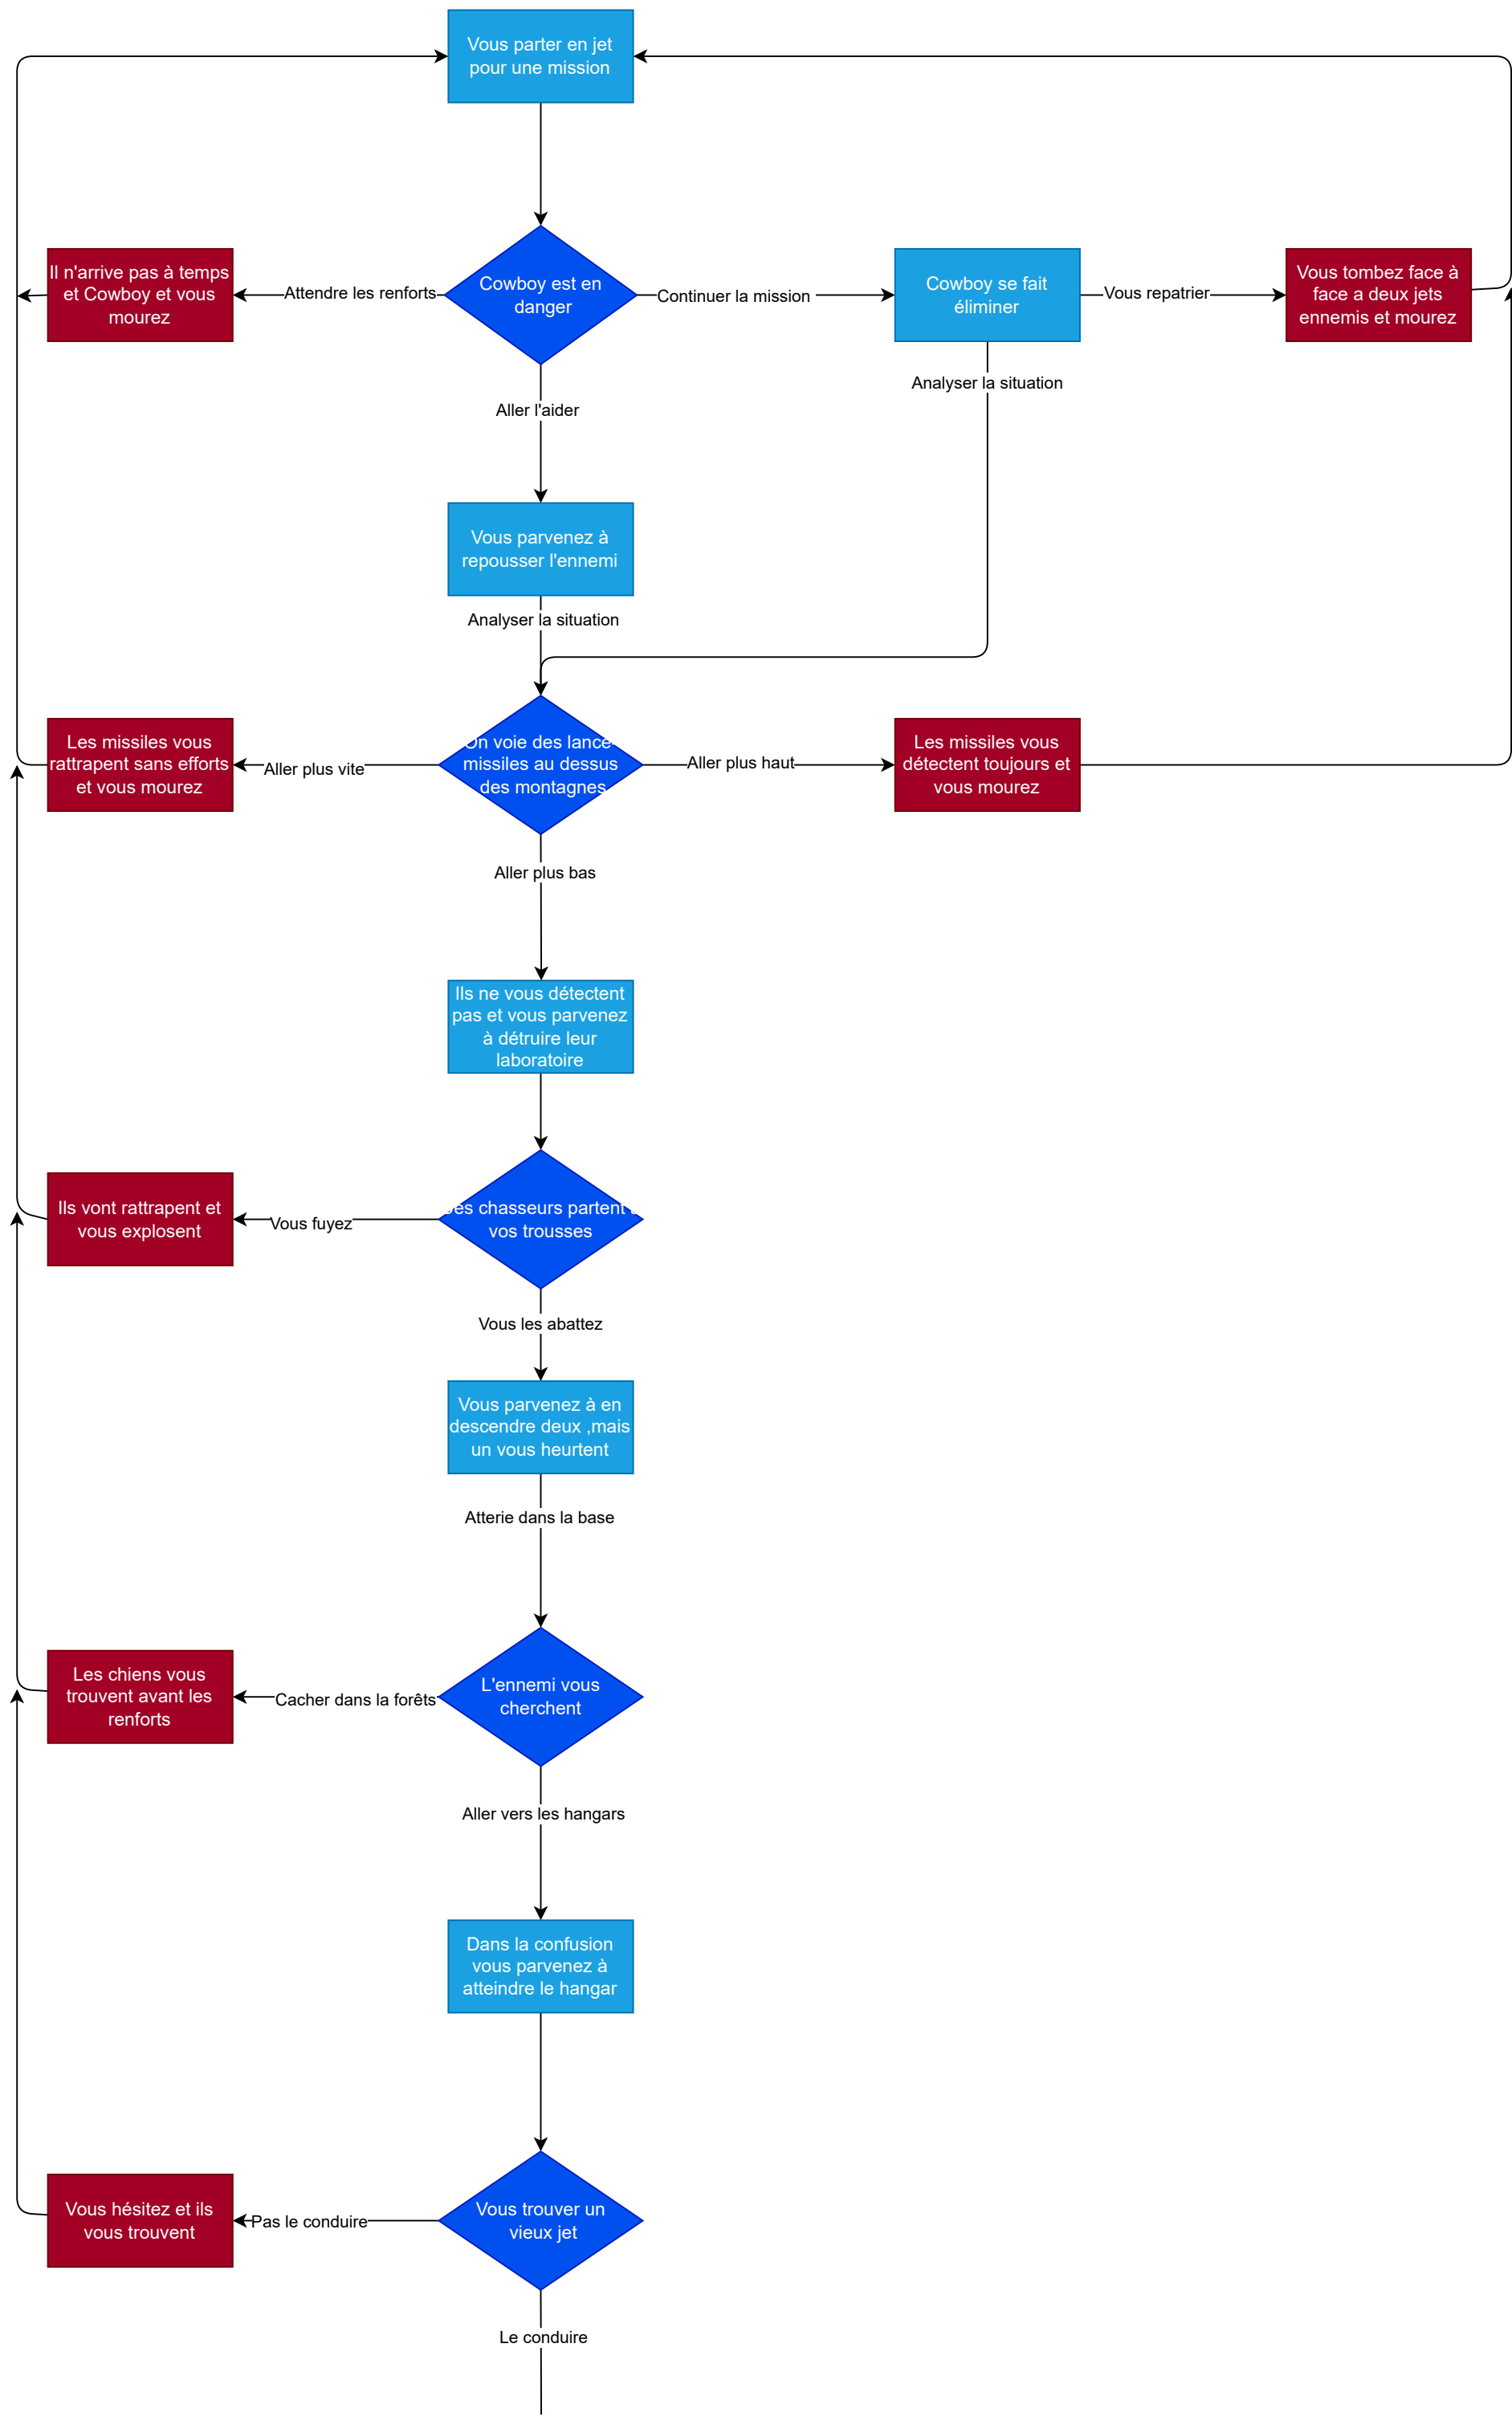 Vous parter en jet
pour une mission
Il n'arrive pas à temps
et Cowboy et vous
mourez
Attendre les renforts
Cowboy est en
danger
Continuer la mission
Cowboy se fait
éliminer
Vous repatrier
Vous tombez face à
face a deux jets
ennemis et mourez
Analyser la situation
Aller l'aider
Vous parvenez à
repousser l'ennemi
Analyser la situation
Les missiles vous
rattrapent sans efforts
et vous mourez
Aller plus vite
On voie des lance-
missiles au dessus
des montagnes
Aller plus haut
Les missiles vous
détectent toujours et
vous mourez
Aller plus bas
Ils ne vous détectent
pas et vous parvenez
à détruire leur
laboratoire
Ils vont rattrapent et
vous explosent
Vous fuyez
Des chasseurs partent à
vos trousses
Vous les abattez
Vous parvenez à en
descendre deux ,mais
un vous heurtent
Atterie dans la base
Les chiens vous
trouvent avant les
renforts
Cacher dans la forêts
L'ennemi vous
cherchent
Aller vers les hangars
Dans la confusion
vous parvenez à
atteindre le hangar
Vous hésitez et ils
vous trouvent
Pas le conduire
Vous trouver un
vieux jet
Le conduire